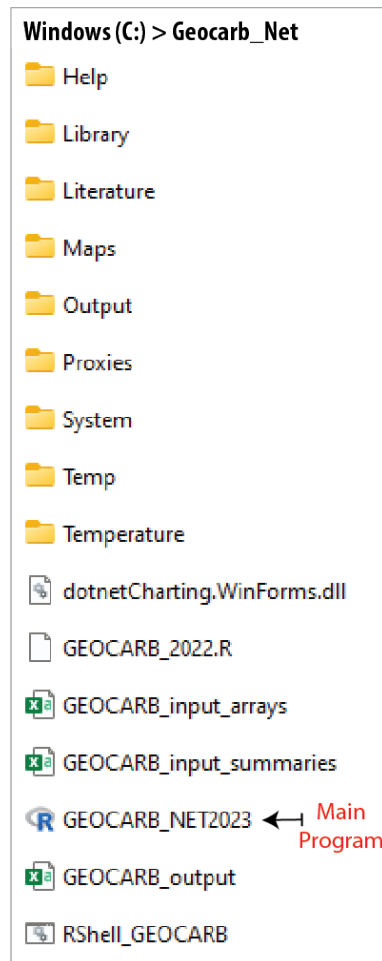 Windows (C:) > Geocarb_Net
Help
Library
Literature
Maps
Output
Proxies
System
Temp
Temperature
dotnetCharting.WinForms.dll
GEOCARB_2022.R
GEOCARB_input_arrays
GEOCARB_input_summaries
GEOCARB_NET2023 Main
Program
GEOCARB_output
RShell_GEOCARB